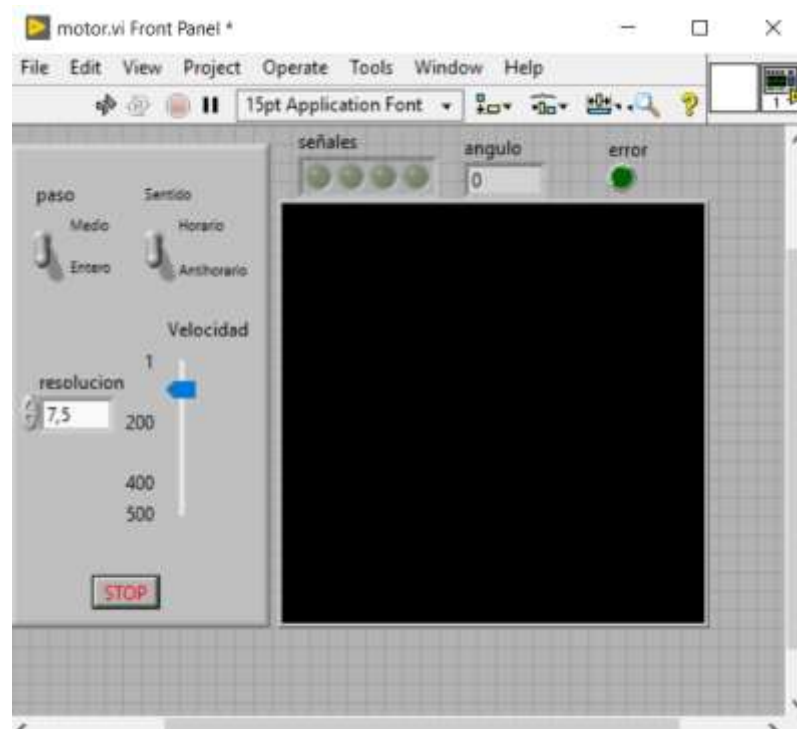 motor.vi Front Panel *
File Edit View Project Operate Tools Window Help
15pt Application Font
1
señales
angulo
error
0
paso
Sentido
Medio
Horario
Entero
Antihorario
Velocidad
1
resolucion
7,5
200
400
500
STOP